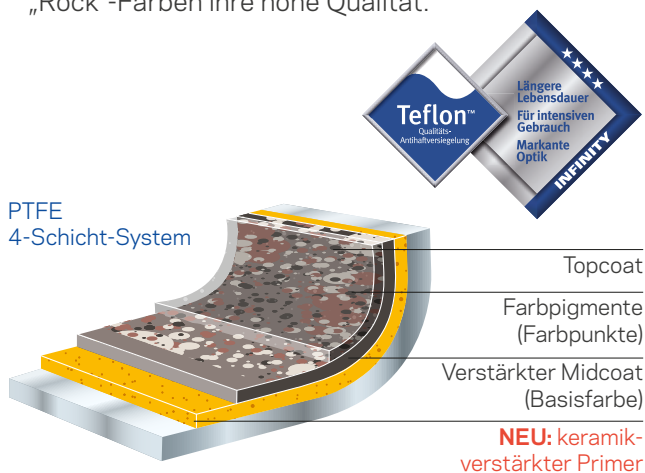 „Rock“-Farben ihre hohe Qualität.
★★★★
Längere
Lebensdauer
Für intensiven
Gebrauch
Markante
Optik
INFINITY
Teflon™
Qualitäts-
Antihaftversiegelung
PTFE
4-Schicht-System
Topcoat
Farbpigmente
(Farbpunkte)
Verstärkter Midcoat
(Basisfarbe)
NEU: keramik-
verstärkter Primer